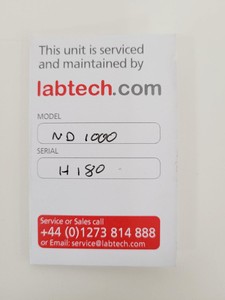 This unit is serviced
and maintained by
labtech.com
MODEL
ND 1000
SERIAL
H180
Service or Sales call
+44 (0)1273 814 888
or Email: service@labtech.com